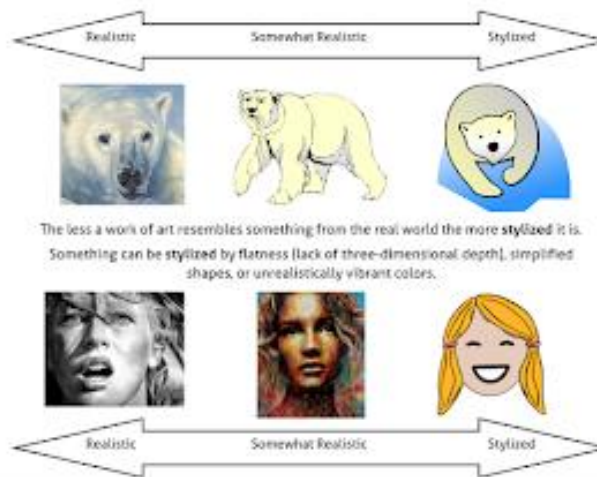 Realistic Somewhat Realistic Stylized
The less a work of art resembles something from the real world the more stylized it is.
Something can be stylized by flatness (lack of three-dimensional depth), simplified
shapes, or unrealistically vibrant colors.
Realistic Somewhat Realistic Stylized